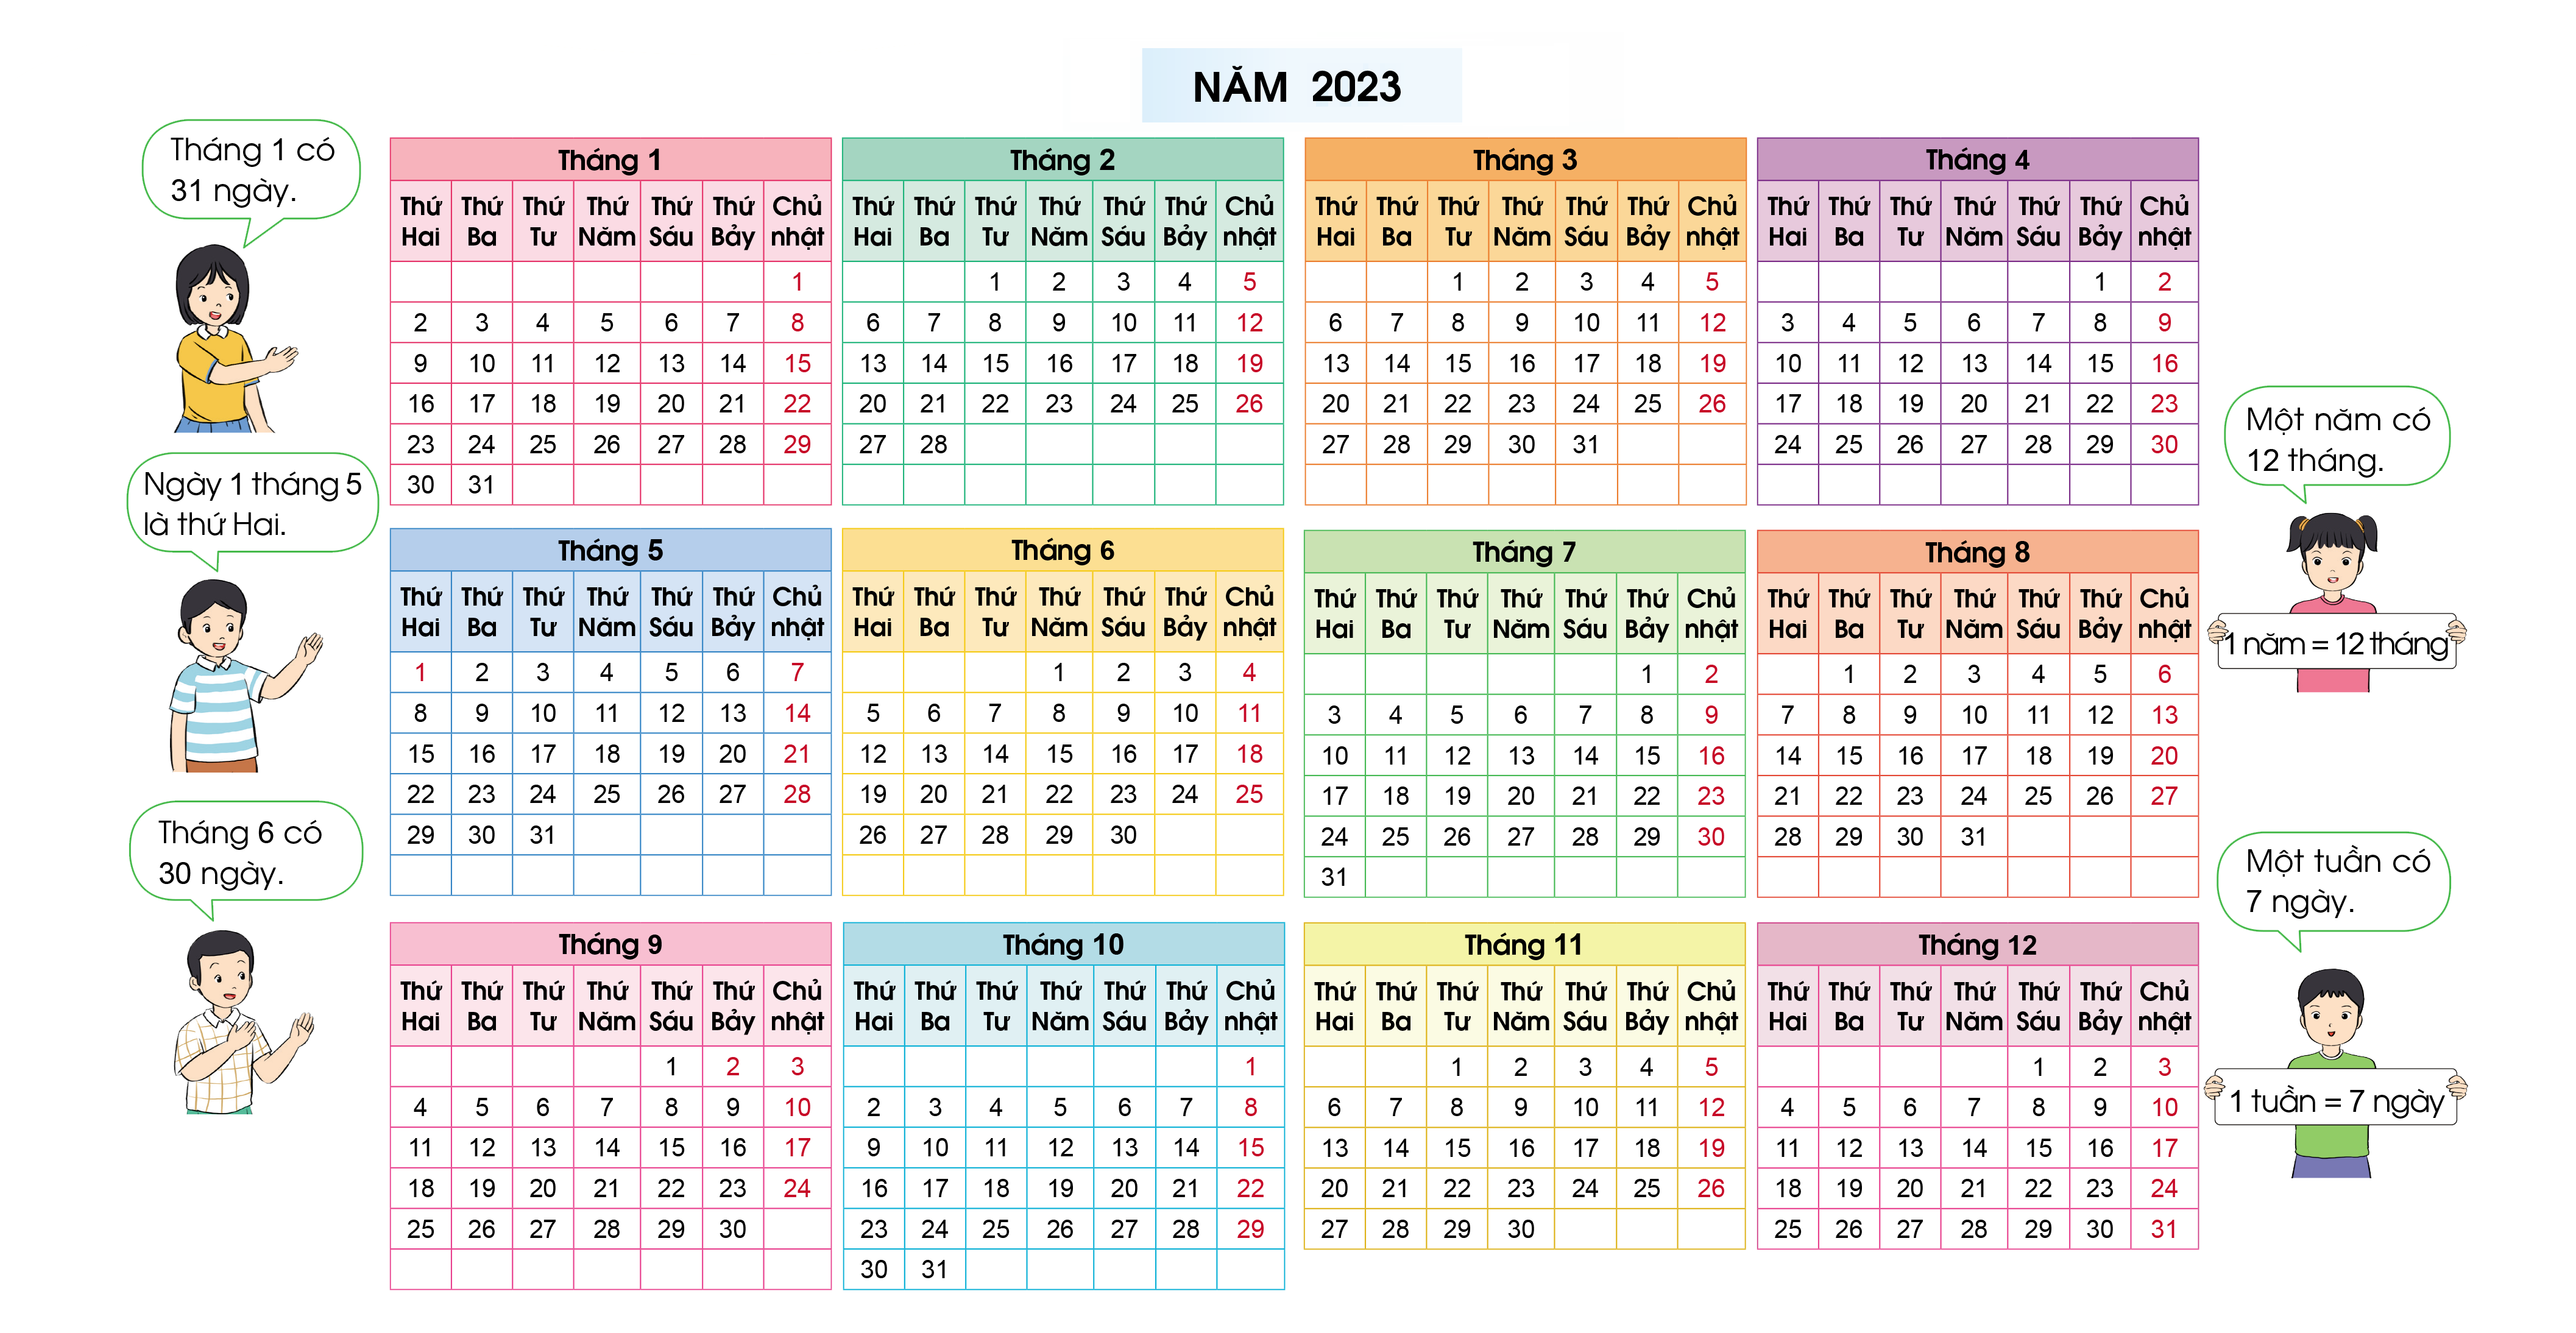 NĂM 2023
Tháng 1 có
31 ngày.
Ngày 1 tháng 5
là thứ Hai.
Tháng 6 có
30 ngày.
Tháng 1
Thứ Hai Thứ Ba Thứ Tư Thứ Năm Thứ Sáu Thứ Bảy Chủ nhật
1
2 3 4 5 6 7 8
9 10 11 12 13 14 15
16 17 18 19 20 21 22
23 24 25 26 27 28 29
30 31
Tháng 2
Thứ Hai Thứ Ba Thứ Tư Thứ Năm Thứ Sáu Thứ Bảy Chủ nhật
1 2 3 4 5
6 7 8 9 10 11 12
13 14 15 16 17 18 19
20 21 22 23 24 25 26
27 28
Tháng 3
Thứ Hai Thứ Ba Thứ Tư Thứ Năm Thứ Sáu Thứ Bảy Chủ nhật
1 2 3 4 5
6 7 8 9 10 11 12
13 14 15 16 17 18 19
20 21 22 23 24 25 26
27 28 29 30 31
Tháng 4
Thứ Hai Thứ Ba Thứ Tư Thứ Năm Thứ Sáu Thứ Bảy Chủ nhật
1 2
3 4 5 6 7 8 9
10 11 12 13 14 15 16
17 18 19 20 21 22 23
24 25 26 27 28 29 30
Tháng 5
Thứ Hai Thứ Ba Thứ Tư Thứ Năm Thứ Sáu Thứ Bảy Chủ nhật
1 2 3 4 5 6 7
8 9 10 11 12 13 14
15 16 17 18 19 20 21
22 23 24 25 26 27 28
29 30 31
Tháng 6
Thứ Hai Thứ Ba Thứ Tư Thứ Năm Thứ Sáu Thứ Bảy Chủ nhật
1 2 3 4
5 6 7 8 9 10 11
12 13 14 15 16 17 18
19 20 21 22 23 24 25
26 27 28 29 30
Tháng 7
Thứ Hai Thứ Ba Thứ Tư Thứ Năm Thứ Sáu Thứ Bảy Chủ nhật
1 2
3 4 5 6 7 8 9
10 11 12 13 14 15 16
17 18 19 20 21 22 23
24 25 26 27 28 29 30
31
Tháng 8
Thứ Hai Thứ Ba Thứ Tư Thứ Năm Thứ Sáu Thứ Bảy Chủ nhật
1 2 3 4 5 6
7 8 9 10 11 12 13
14 15 16 17 18 19 20
21 22 23 24 25 26 27
28 29 30 31
Tháng 9
Thứ Hai Thứ Ba Thứ Tư Thứ Năm Thứ Sáu Thứ Bảy Chủ nhật
1 2 3
4 5 6 7 8 9 10
11 12 13 14 15 16 17
18 19 20 21 22 23 24
25 26 27 28 29 30
Tháng 10
Thứ Hai Thứ Ba Thứ Tư Thứ Năm Thứ Sáu Thứ Bảy Chủ nhật
1
2 3 4 5 6 7 8
9 10 11 12 13 14 15
16 17 18 19 20 21 22
23 24 25 26 27 28 29
30 31
Tháng 11
Thứ Hai Thứ Ba Thứ Tư Thứ Năm Thứ Sáu Thứ Bảy Chủ nhật
1 2 3 4 5
6 7 8 9 10 11 12
13 14 15 16 17 18 19
20 21 22 23 24 25 26
27 28 29 30
Tháng 12
Thứ Hai Thứ Ba Thứ Tư Thứ Năm Thứ Sáu Thứ Bảy Chủ nhật
1 2 3
4 5 6 7 8 9 10
11 12 13 14 15 16 17
18 19 20 21 22 23 24
25 26 27 28 29 30 31
Một năm có
12 tháng.
1 năm = 12 tháng
Một tuần có
7 ngày.
1 tuần = 7 ngày